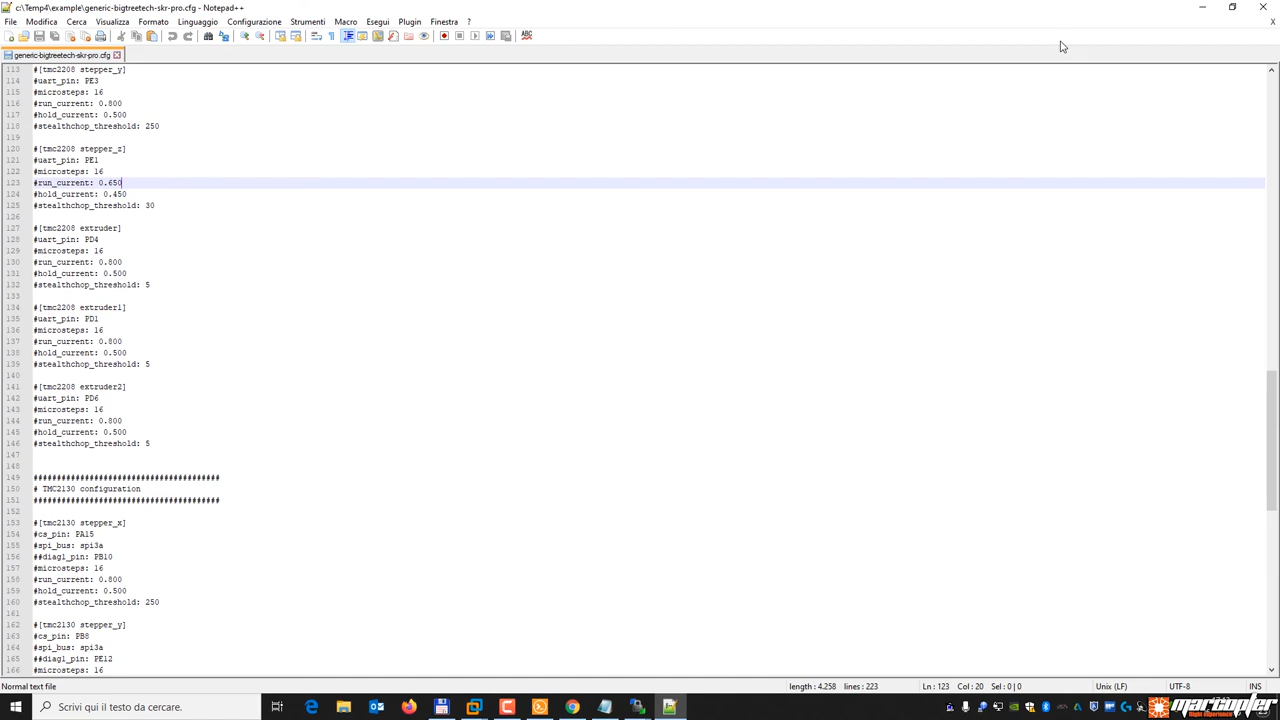 c:\Temp4\example\generic-bigtreetech-skr-pro.cfg - Notepad++
File Modifica Cerca Visualizza Formato Linguaggio Configurazione Strumenti Macro Esegui Plugin Finestra ?
generic-bigtreetech-skr-pro.cfg
113 #[tmc2208 stepper_y]
114 #uart_pin: PE3
115 #microsteps: 16
116 #run_current: 0.800
117 #hold_current: 0.500
118 #stealthchop_threshold: 250
119
120 #[tmc2208 stepper_z]
121 #uart_pin: PE1
122 #microsteps: 16
123 #run_current: 0.650
124 #hold_current: 0.450
125 #stealthchop_threshold: 30
126
127 #[tmc2208 extruder]
128 #uart_pin: PD4
129 #microsteps: 16
130 #run_current: 0.800
131 #hold_current: 0.500
132 #stealthchop_threshold: 5
133
134 #[tmc2208 extruder1]
135 #uart_pin: PD1
136 #microsteps: 16
137 #run_current: 0.800
138 #hold_current: 0.500
139 #stealthchop_threshold: 5
140
141 #[tmc2208 extruder2]
142 #uart_pin: PD6
143 #microsteps: 16
144 #run_current: 0.800
145 #hold_current: 0.500
146 #stealthchop_threshold: 5
147
148
149 ########################################
150 # TMC2130 configuration
151 ########################################
152
153 #[tmc2130 stepper_x]
154 #cs_pin: PA15
155 #spi_bus: spi3a
156 ##diag1_pin: PB10
157 #microsteps: 16
158 #run_current: 0.800
159 #hold_current: 0.500
160 #stealthchop_threshold: 250
161
162 #[tmc2130 stepper_y]
163 #cs_pin: PB8
164 #spi_bus: spi3a
165 ##diag1_pin: PE12
166 #microsteps: 16
Normal text file length : 4.258 lines : 223 Ln : 123 Col : 20 Sel : 0 | 0 Unix (LF) UTF-8 INS
Scrivi qui il testo da cercare.
marcopter